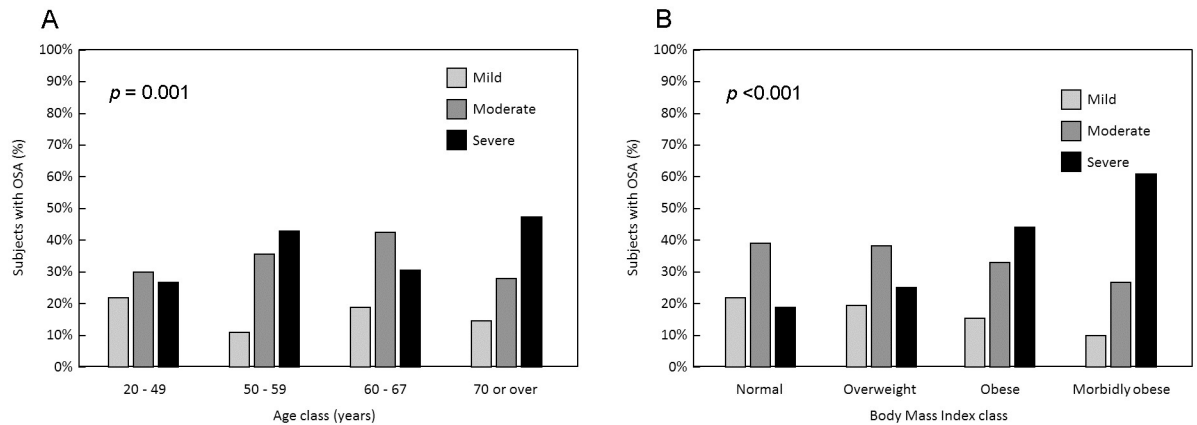 A
100%
90%
80%
70%
60%
50%
40%
30%
20%
10%
0%
Subjects with OSA (%)
p = 0.001
Mild
Moderate
Severe
20 - 49
50 - 59
60 - 67
70 or over
Age class (years)
B
100%
90%
80%
70%
60%
50%
40%
30%
20%
10%
0%
Subjects with OSA (%)
p <0.001
Mild
Moderate
Severe
Normal
Overweight
Obese
Morbidly obese
Body Mass Index class